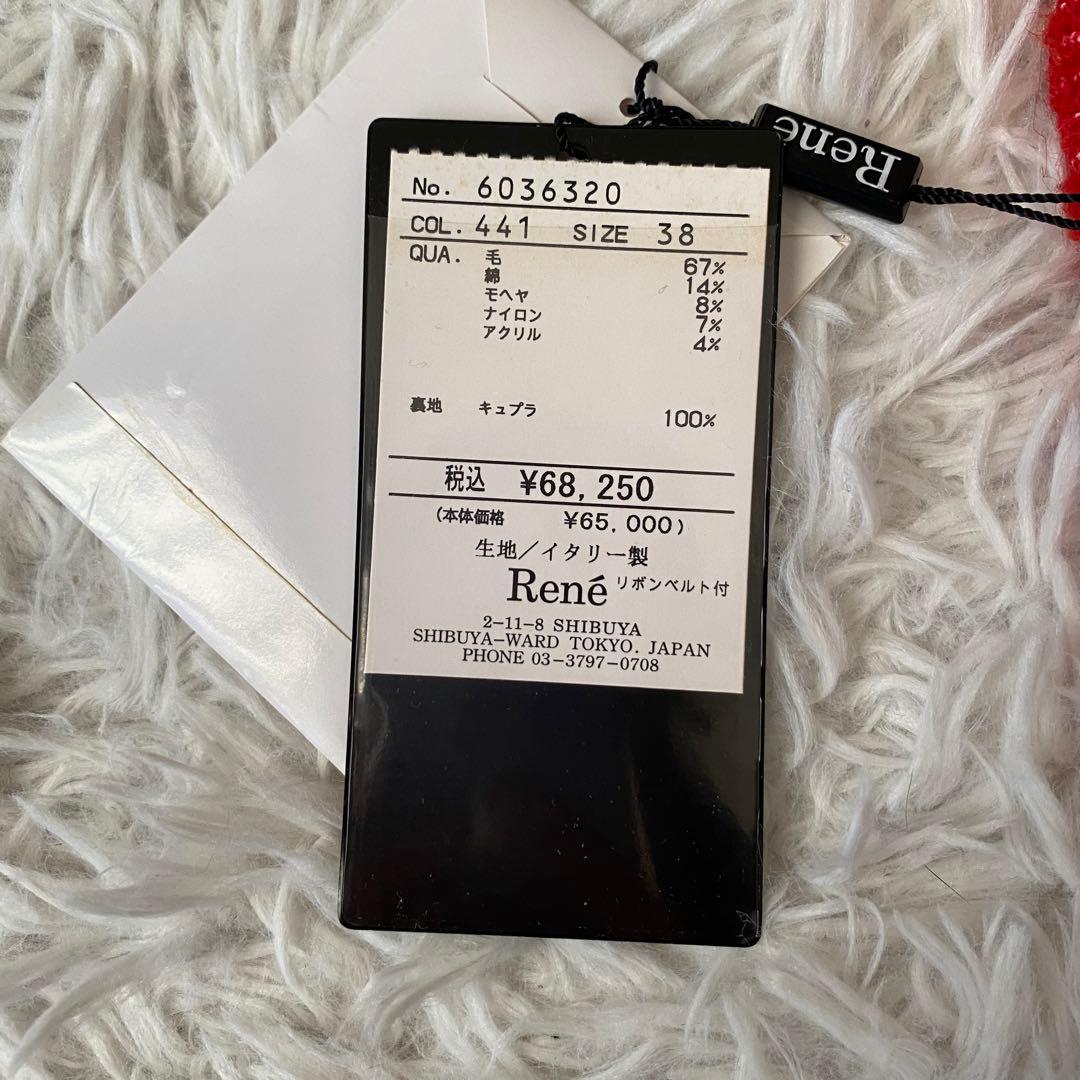 René
No. 6036320
COL. 441 SIZE 38
QUA. 毛 67%
綿 14%
モヘヤ 8%
ナイロン 7%
アクリル 4%
裏地 キュプラ 100%
税込 ¥68,250
(本体価格 ¥65,000)
生地/イタリー製
René リボンベルト付
2-11-8 SHIBUYA
SHIBUYA-WARD TOKYO. JAPAN
PHONE 03-3797-0708